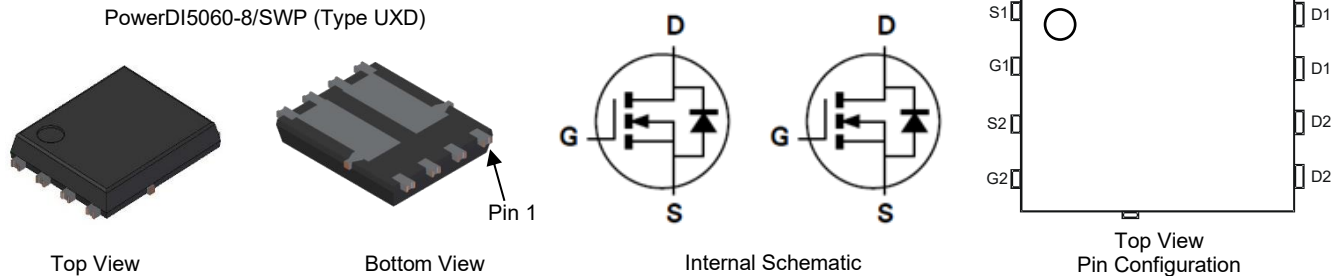 PowerDI5060-8/SWP (Type UXD)
Pin 1
Top View
Bottom View
D
G
S
D
G
S
Internal Schematic
S1
D1
G1
D1
S2
D2
G2
D2
Top View
Pin Configuration